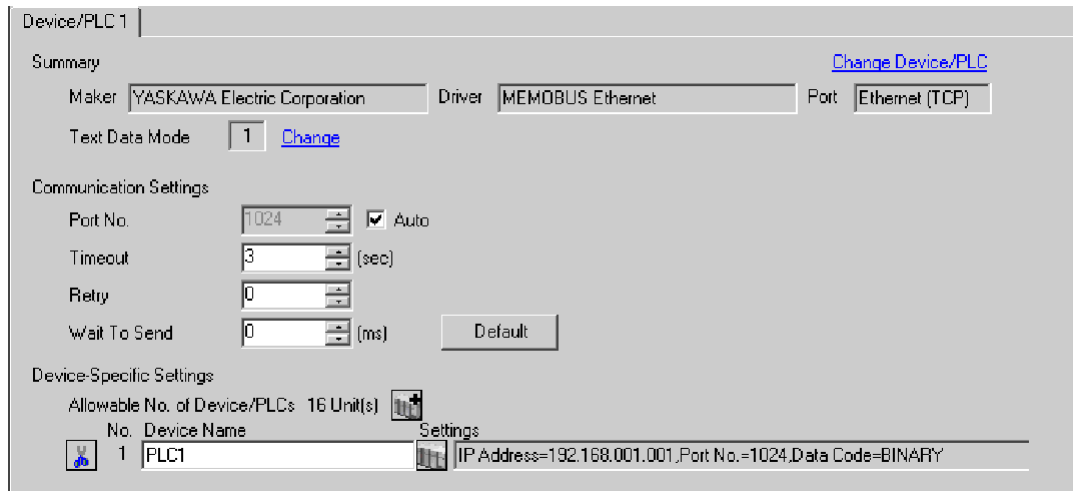 Device/PLC 1
Summary
Change Device/PLC
Maker YASKAWA Electric Corporation Driver MEMOBUS Ethernet Port Ethernet (TCP)
Text Data Mode 1 Change
Communication Settings
Port No. 1024 Auto
Timeout 3 (sec)
Retry 0
Wait To Send 0 (ms) Default
Device-Specific Settings
Allowable No. of Device/PLCs 16 Unit(s)
No. Device Name Settings
1 PLC1 IP Address=192.168.001.001,Port No.=1024,Data Code=BINARY